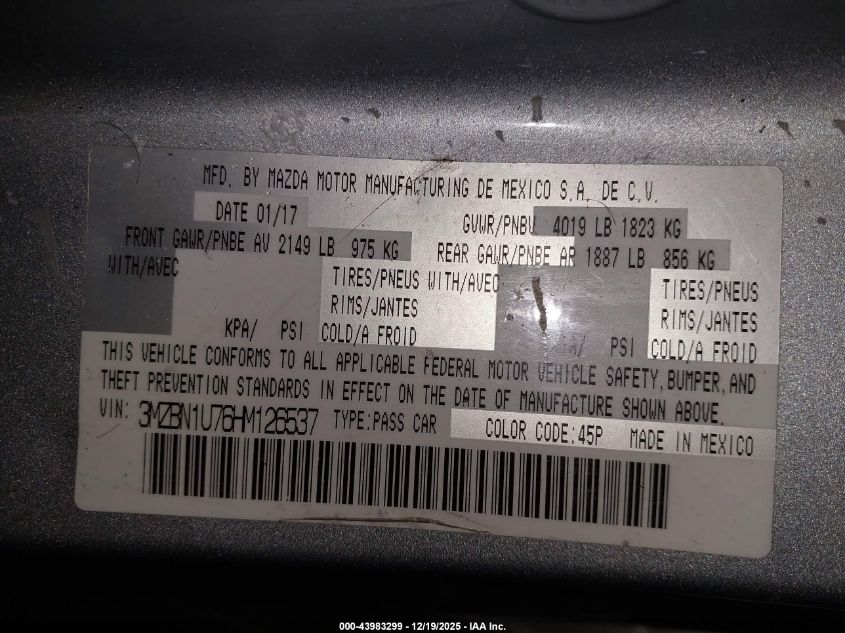 MFD. BY MAZDA MOTOR MANUFACTURING DE MEXICO S.A. DE C.V.
DATE 01/17 GVWR/PNBV 4019 LB 1823 KG
FRONT GAWR/PNBE AV 2149 LB 975 KG REAR GAWR/PNBE AR 1887 LB 856 KG
WITH/AVEC TIRES/PNEUS WITH/AVEC TIRES/PNEUS
RIMS/JANTES RIMS/JANTES
KPA/ PSI COLD/A FROID KPA/ PSI COLD/A FROID
THIS VEHICLE CONFORMS TO ALL APPLICABLE FEDERAL MOTOR VEHICLE SAFETY, BUMPER, AND
THEFT PREVENTION STANDARDS IN EFFECT ON THE DATE OF MANUFACTURE SHOWN ABOVE.
VIN: 3MZBN1U76HM126537 TYPE:PASS CAR COLOR CODE:45P MADE IN MEXICO
000-43983299 - 12/19/2025 - IAA Inc.